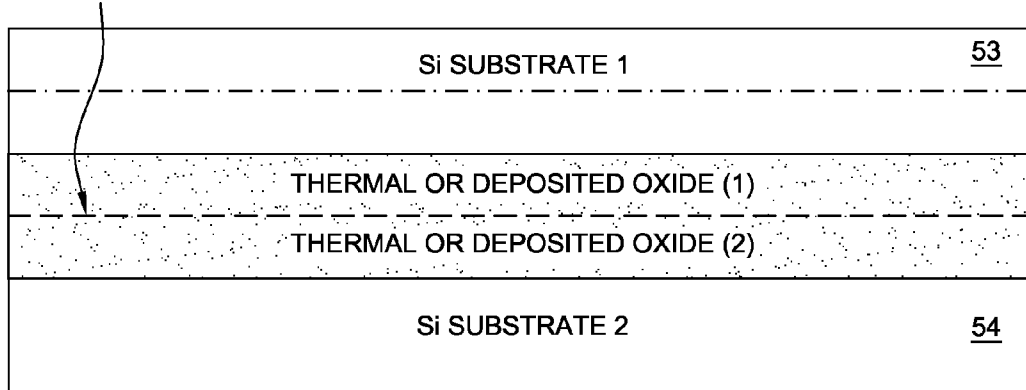 Si SUBSTRATE 1 53
THERMAL OR DEPOSITED OXIDE (1)
THERMAL OR DEPOSITED OXIDE (2)
Si SUBSTRATE 2 54